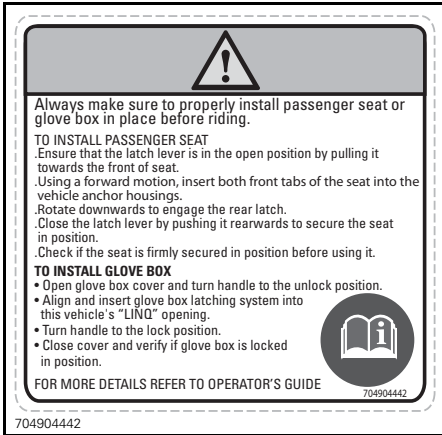 Always make sure to properly install passenger seat or
glove box in place before riding.
TO INSTALL PASSENGER SEAT
.Ensure that the latch lever is in the open position by pulling it
towards the front of seat.
.Using a forward motion, insert both front tabs of the seat into the
vehicle anchor housings.
.Rotate downwards to engage the rear latch.
.Close the latch lever by pushing it rearwards to secure the seat
in position.
.Check if the seat is firmly secured in position before using it.
TO INSTALL GLOVE BOX
• Open glove box cover and turn handle to the unlock position.
• Align and insert glove box latching system into
this vehicle's “LINQ” opening.
• Turn handle to the lock position.
• Close cover and verify if glove box is locked
in position.
FOR MORE DETAILS REFER TO OPERATOR’S GUIDE
704904442
704904442